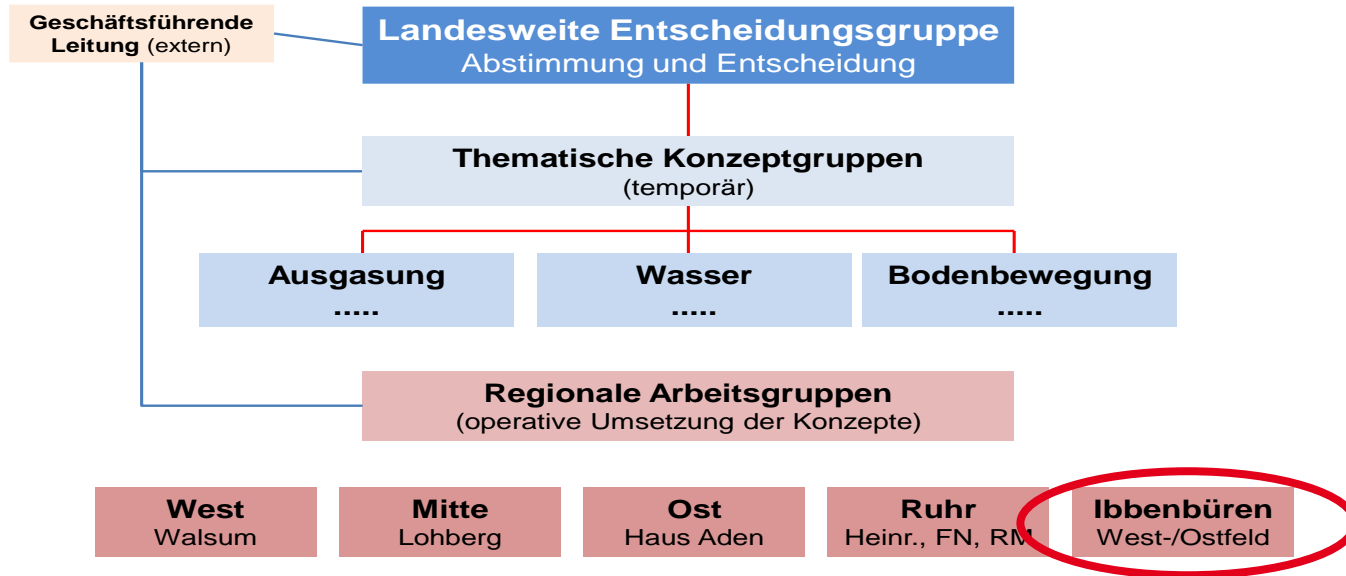 Geschäftsführende
Leitung (extern)
Landesweite Entscheidungsgruppe
Abstimmung und Entscheidung
Thematische Konzeptgruppen
(temporär)
Ausgasung
.....
Wasser
.....
Bodenbewegung
.....
Regionale Arbeitsgruppen
(operative Umsetzung der Konzepte)
West
Walsum
Mitte
Lohberg
Ost
Haus Aden
Ruhr
Heinr., FN, RM
Ibbenbüren
West-/Ostfeld